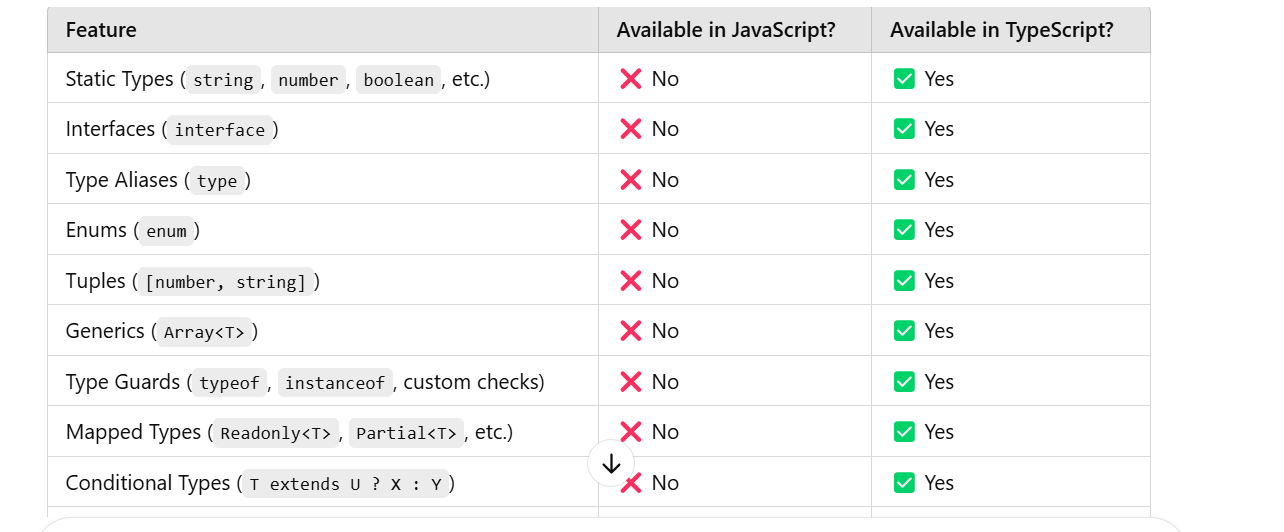 Feature Available in JavaScript? Available in TypeScript?
Static Types (string, number, boolean, etc.) ❌ No ✅ Yes
Interfaces (interface) ❌ No ✅ Yes
Type Aliases (type) ❌ No ✅ Yes
Enums (enum) ❌ No ✅ Yes
Tuples ([number, string]) ❌ No ✅ Yes
Generics (Array<T>) ❌ No ✅ Yes
Type Guards (typeof, instanceof, custom checks) ❌ No ✅ Yes
Mapped Types (Readonly<T>, Partial<T>, etc.) ❌ No ✅ Yes
Conditional Types (T extends U ? X : Y) ❌ No ✅ Yes